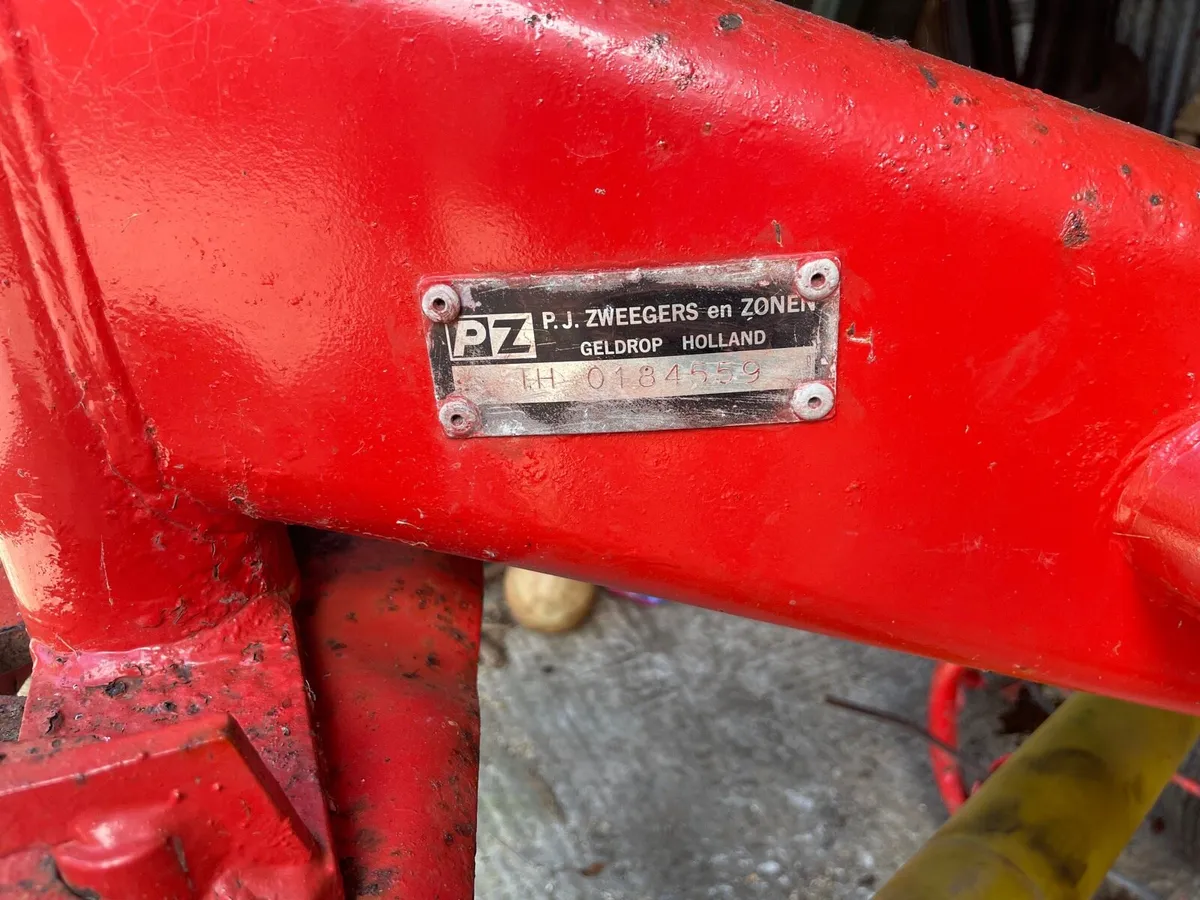 PZ P.J. ZWEEGERS en ZONEN
GELDROP HOLLAND
TH 0184559